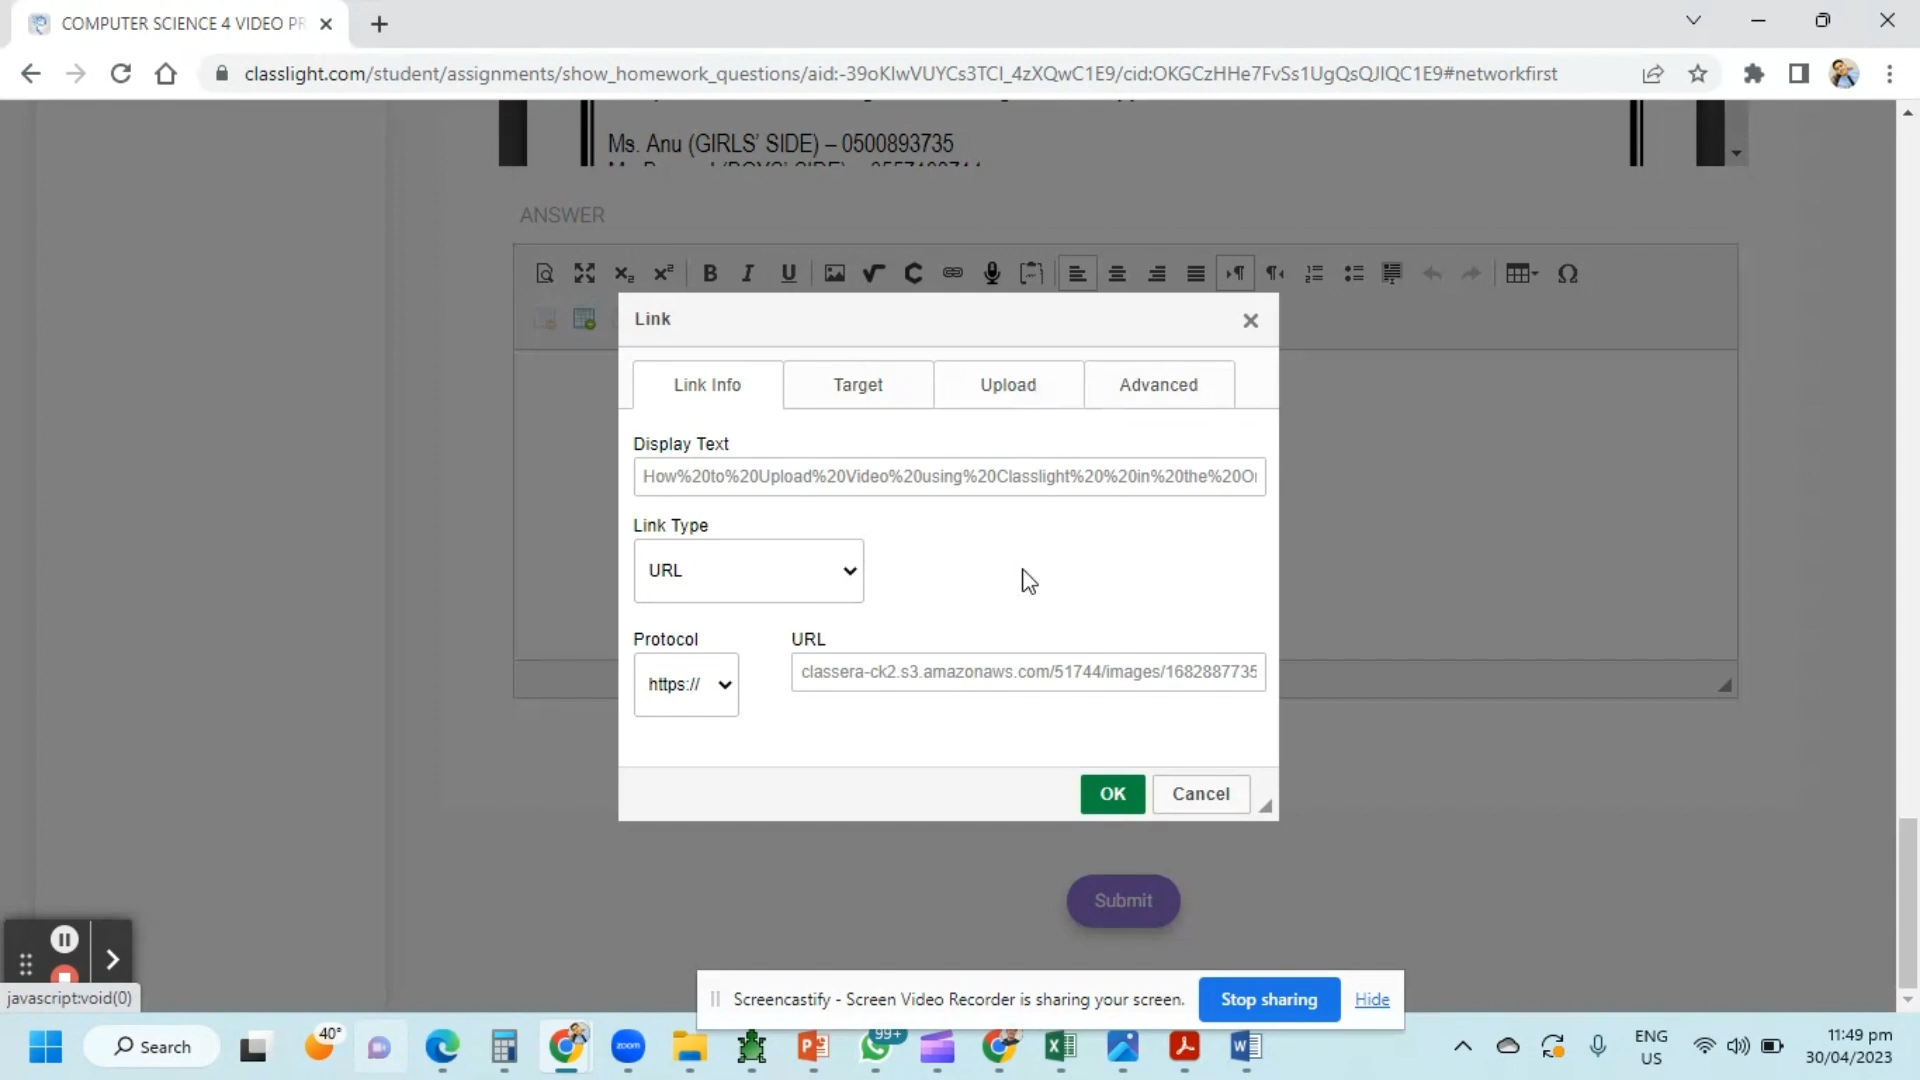 COMPUTER SCIENCE 4 VIDEO PR
classlight.com/student/assignments/show_homework_questions/aid:-39oKlwVUYCs3TCl_4zXQwC1E9/cid:OKGCzHHe7FvSs1UgQsQJIQC1E9#networkfirst
Ms. Anu (GIRLS' SIDE) – 0500893735
ANSWER
Link
Link Info Target Upload Advanced
Display Text
How%20to%20Upload%20Video%20using%20Classlight%20%20in%20the%20O
Link Type
URL
Protocol URL
https:// classera-ck2.s3.amazonaws.com/51744/images/1682887735
OK Cancel
Submit
javascript:void(0)
Screencastify - Screen Video Recorder is sharing your screen. Stop sharing Hide
Search 40° zoom 99+ ENG US 11:49 pm
30/04/2023